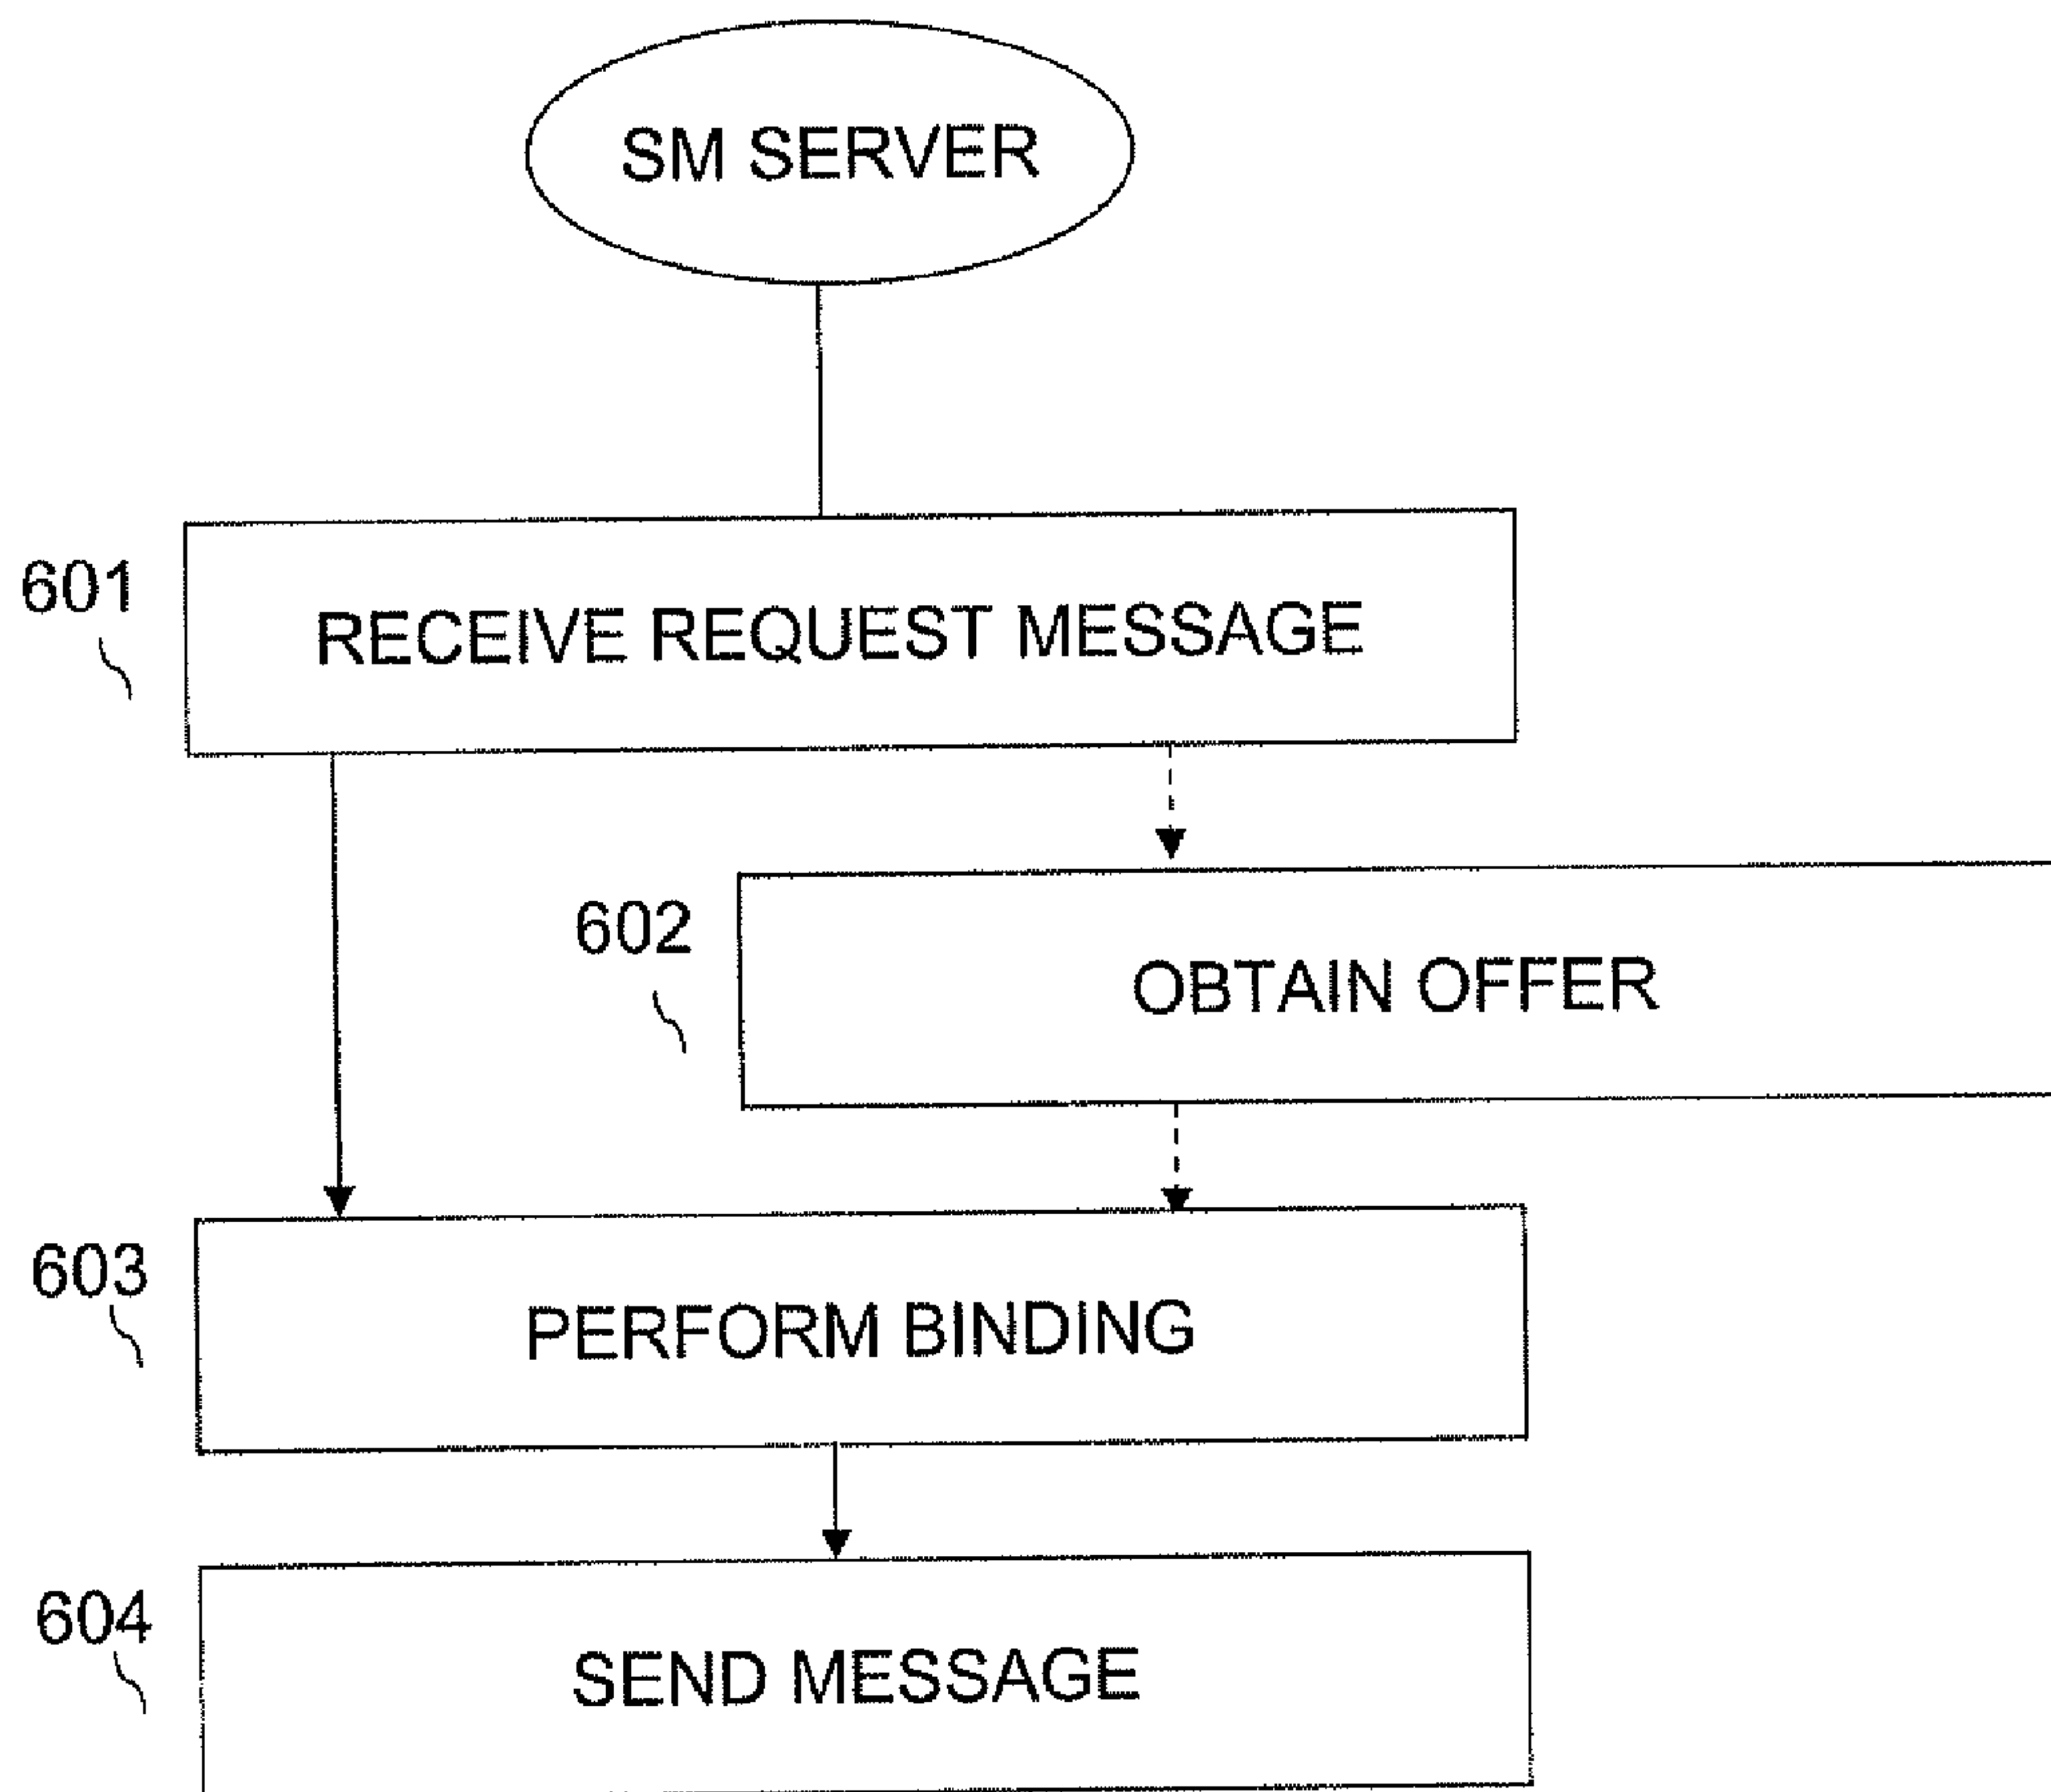 SM SERVER
601
RECEIVE REQUEST MESSAGE
602
OBTAIN OFFER
603
PERFORM BINDING
604
SEND MESSAGE